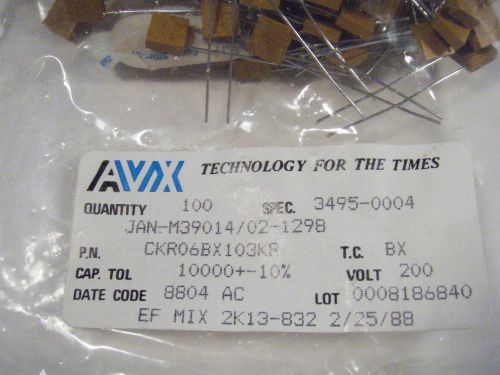 AVX TECHNOLOGY FOR THE TIMES
QUANTITY 100 SPEC. 3495-0004
JAN-M39014/02-1298
P.N. CKR06BX103KR T.C. BX
CAP. TOL 10000+-10% VOLT 200
DATE CODE 8804 AC LOT 0008186840
EF MIX 2K13-832 2/25/88